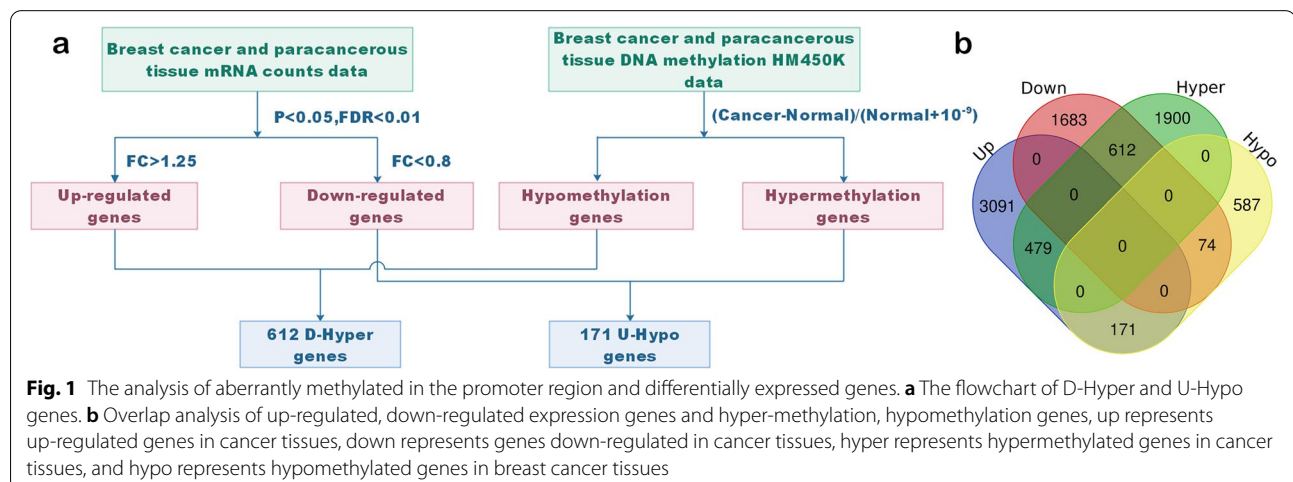 a
Breast cancer and paracancerous
tissue mRNA counts data
Breast cancer and paracancerous
tissue DNA methylation HM450K
data
P<0.05,FDR<0.01
(Cancer-Normal)/(Normal+10⁻⁹)
FC>1.25
FC<0.8
Up-regulated
genes
Down-regulated
genes
Hypomethylation
genes
Hypermethylation
genes
612 D-Hyper
genes
171 U-Hypo
genes
b
Down
Hyper
Up
Hypo
1683
1900
0
612
0
3091
0
0
587
479
0
74
0
0
171
Fig. 1 The analysis of aberrantly methylated in the promoter region and differentially expressed genes. a The flowchart of D-Hyper and U-Hypo
genes. b Overlap analysis of up-regulated, down-regulated expression genes and hyper-methylation, hypomethylation genes, up represents
up-regulated genes in cancer tissues, down represents genes down-regulated in cancer tissues, hyper represents hypermethylated genes in cancer
tissues, and hypo represents hypomethylated genes in breast cancer tissues